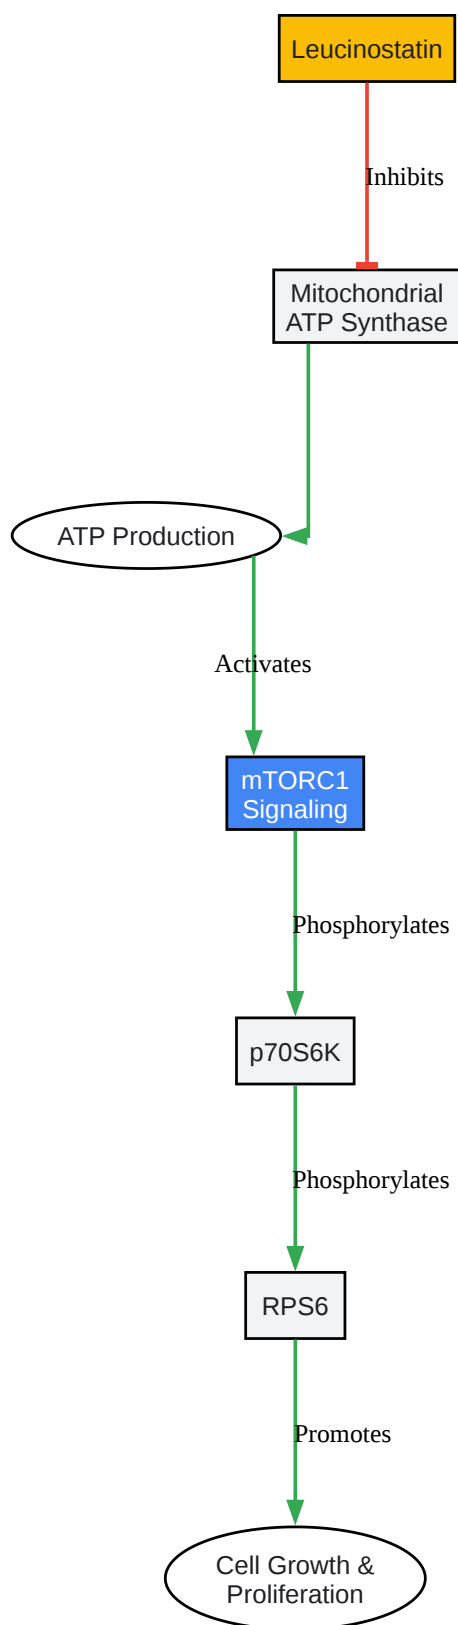 Leucinostatin
Inhibits
Mitochondrial
ATP Synthase
ATP Production
Activates
mTORC1
Signaling
Phosphorylates
p70S6K
Phosphorylates
RPS6
Promotes
Cell Growth &
Proliferation